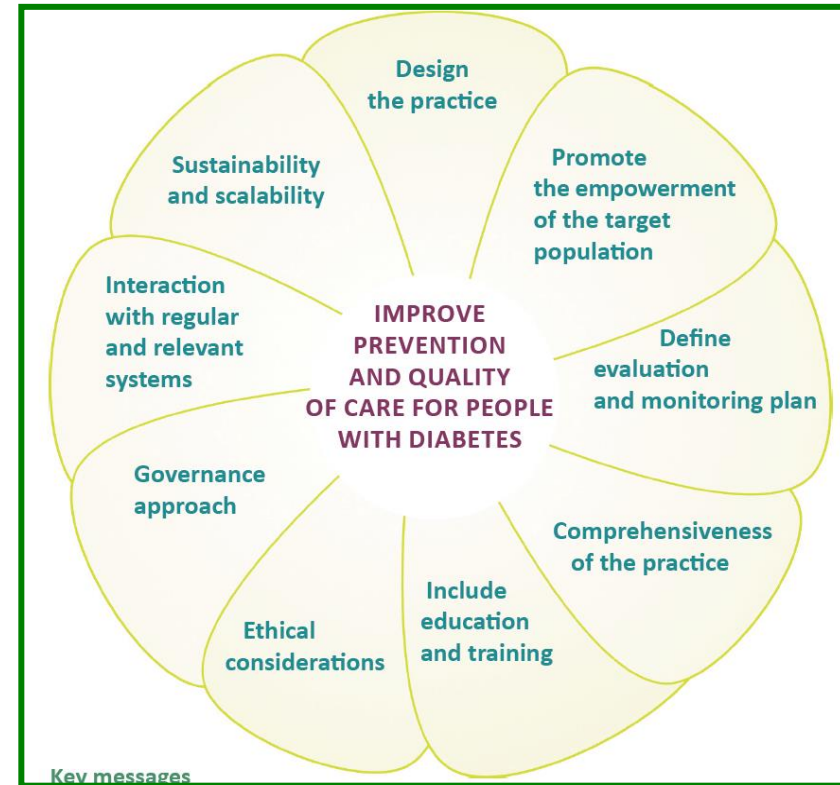 Design
the practice
Promote
the empowerment
of the target
population
Define
evaluation
and monitoring plan
Comprehensiveness
of the practice
Include
education
and training
Ethical
considerations
Governance
approach
Interaction
with regular
and relevant
systems
Sustainability
and scalability
IMPROVE
PREVENTION
AND QUALITY
OF CARE FOR PEOPLE
WITH DIABETES
Key messages